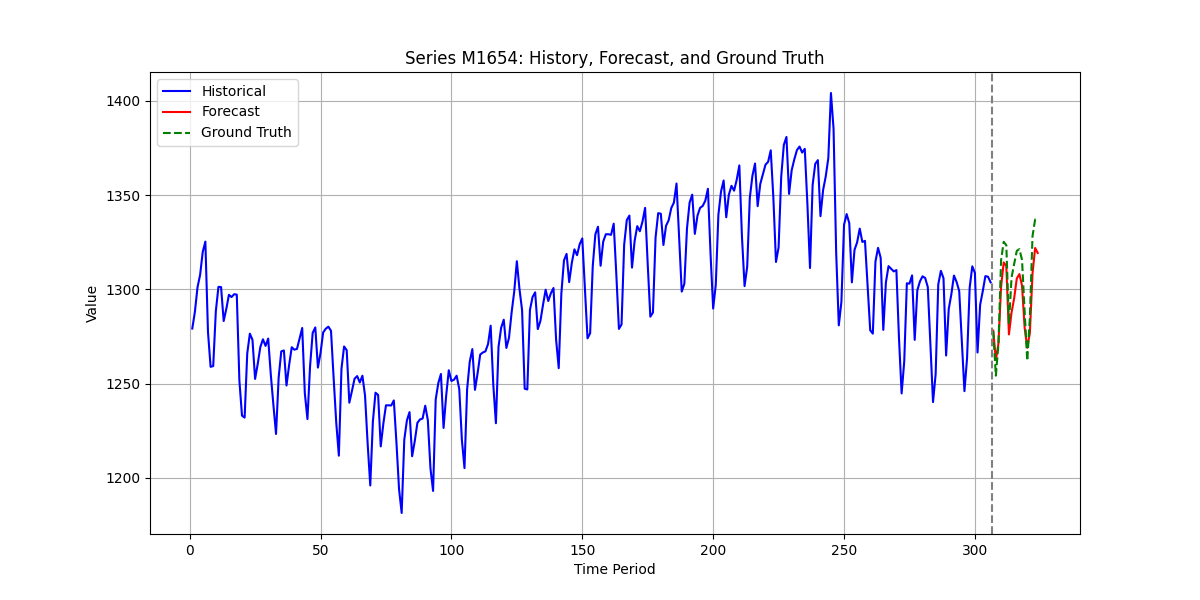 Series M1654: History, Forecast, and Ground Truth
Historical
Forecast
Ground Truth
Value
1400
1350
1300
1250
1200
0 50 100 150 200 250 300
Time Period